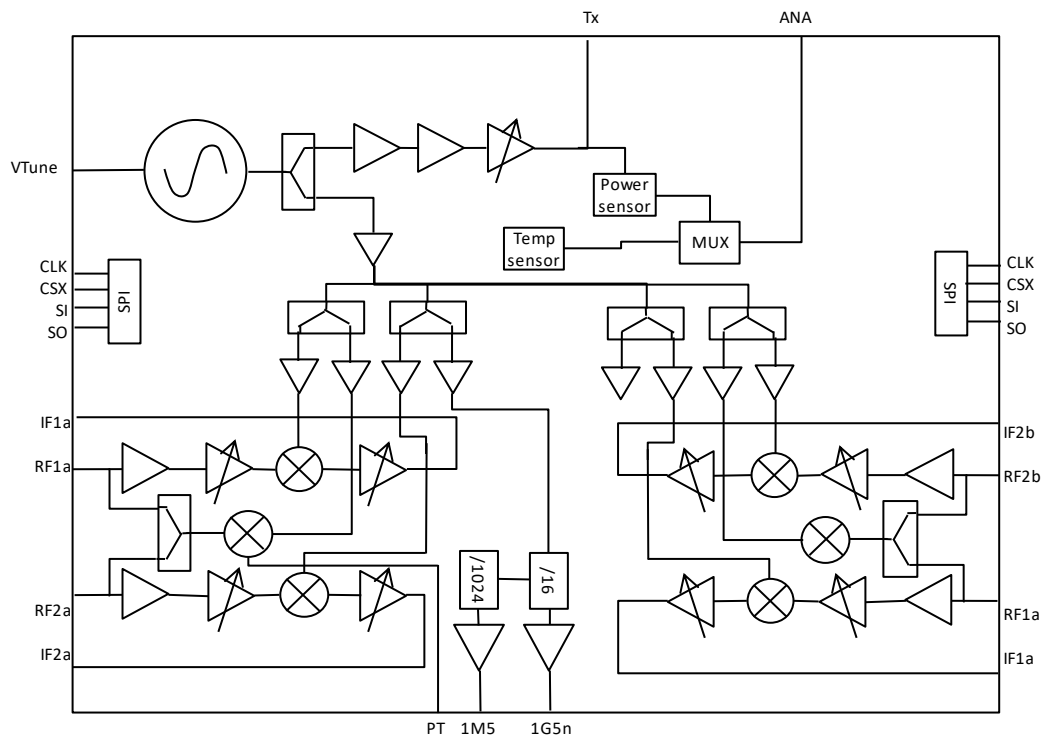 Tx
ANA
VTune
Power
sensor
Temp
sensor
MUX
CLK
CSX
SI
SO
SPI
SPI
CLK
CSX
SI
SO
IF1a
RF1a
RF2a
IF2a
IF2b
RF2b
RF1a
IF1a
/1024
/16
PT
1M5
1G5n